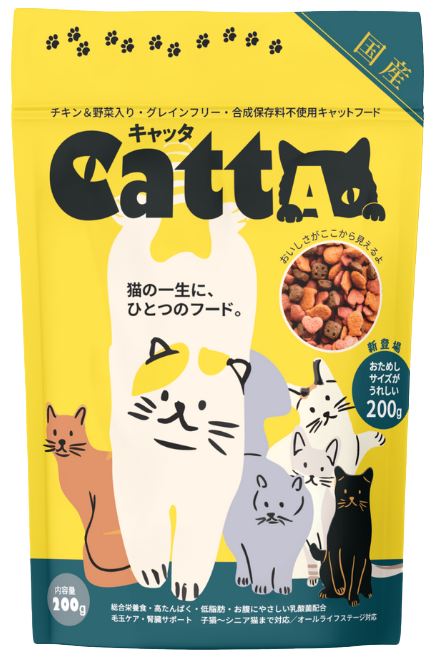 国産
チキン&野菜入り・グレインフリー・合成保存料不使用キャットフード
キャッタ
CattA
おいしさがここから見えるよ
猫の一生に、
ひとつのフード。
新登場
おためし
サイズが
うれしい
200g
内容量
200g
総合栄養食・高たんぱく・低脂肪・お腹にやさしい乳酸菌配合
毛玉ケア・腎臓サポート 子猫〜シニア猫まで対応/オールライフステージ対応